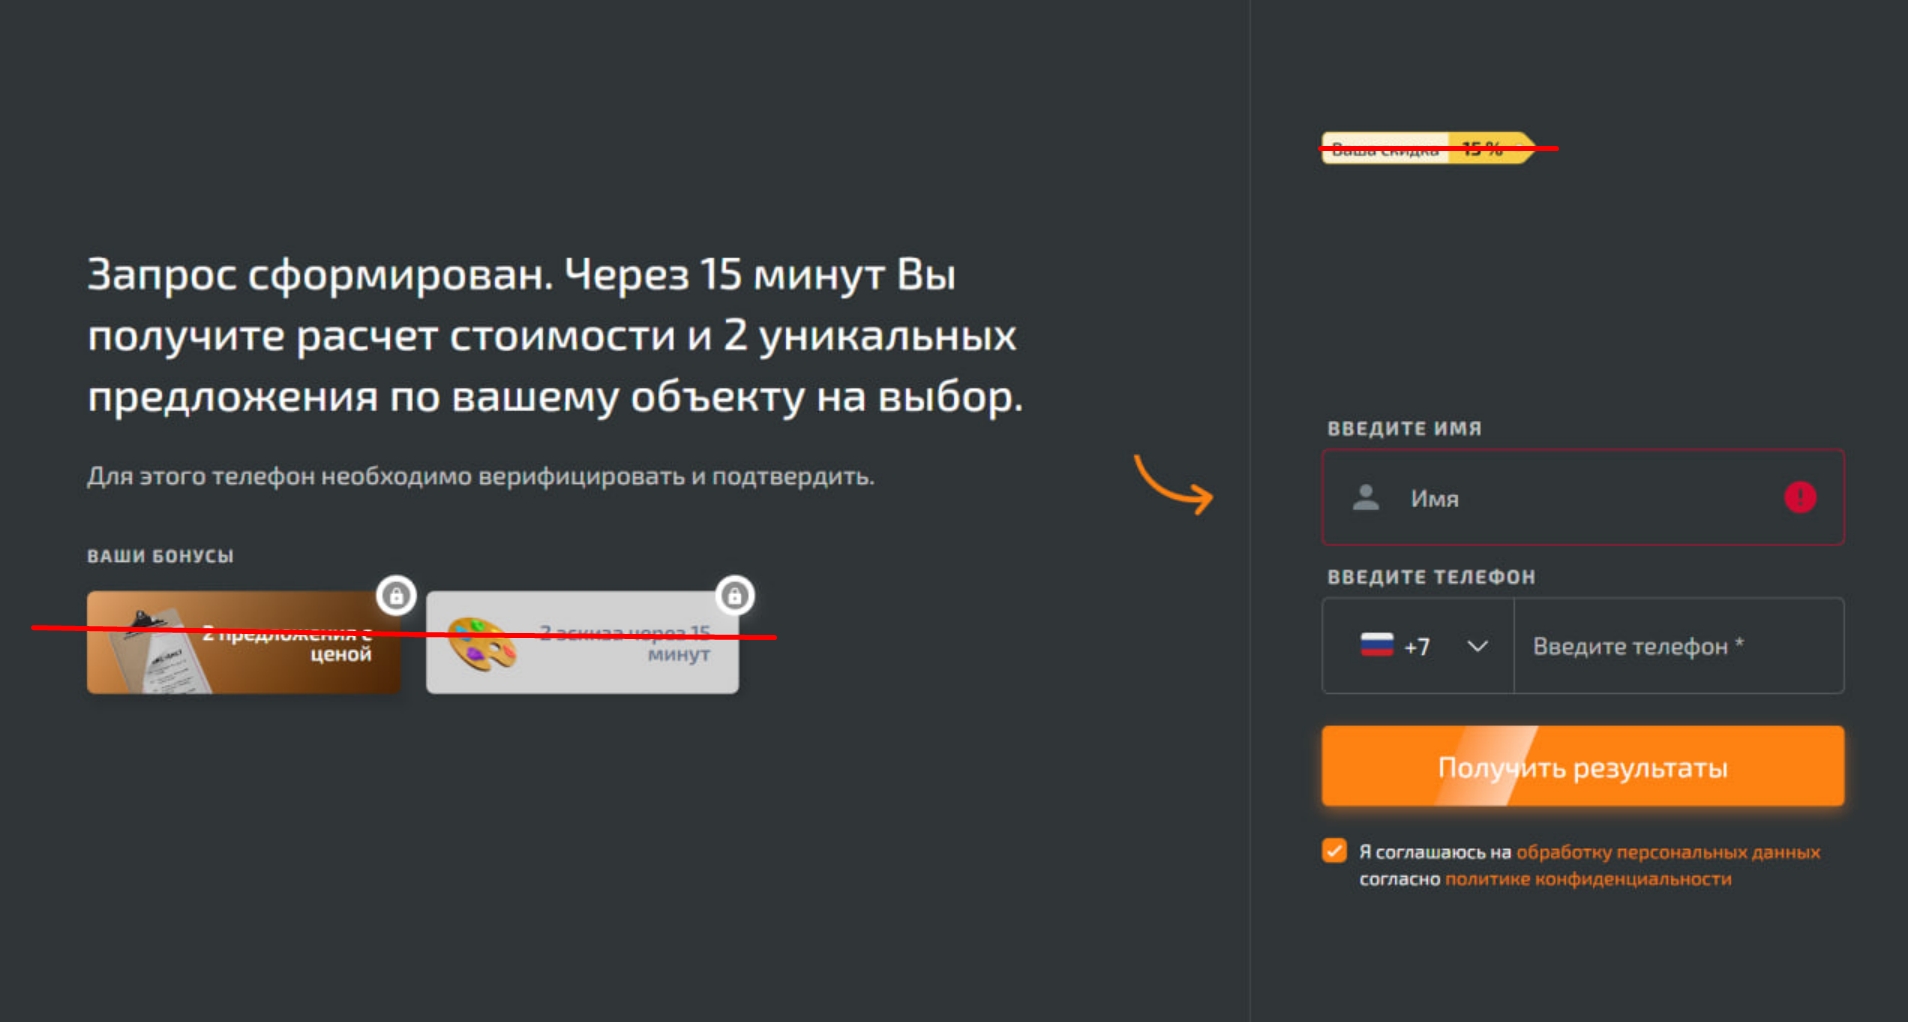 Ваша скидка 15 %
Запрос сформирован. Через 15 минут Вы
получите расчет стоимости и 2 уникальных
предложения по вашему объекту на выбор.
Для этого телефон необходимо верифицировать и подтвердить.
ВАШИ БОНУСЫ
2 предложения с
ценой
2 эскиза через 15
минут
ВВЕДИТЕ ИМЯ
Имя
ВВЕДИТЕ ТЕЛЕФОН
+7 Введите телефон *
Получить результаты
Я соглашаюсь на обработку персональных данных
согласно политике конфиденциальности